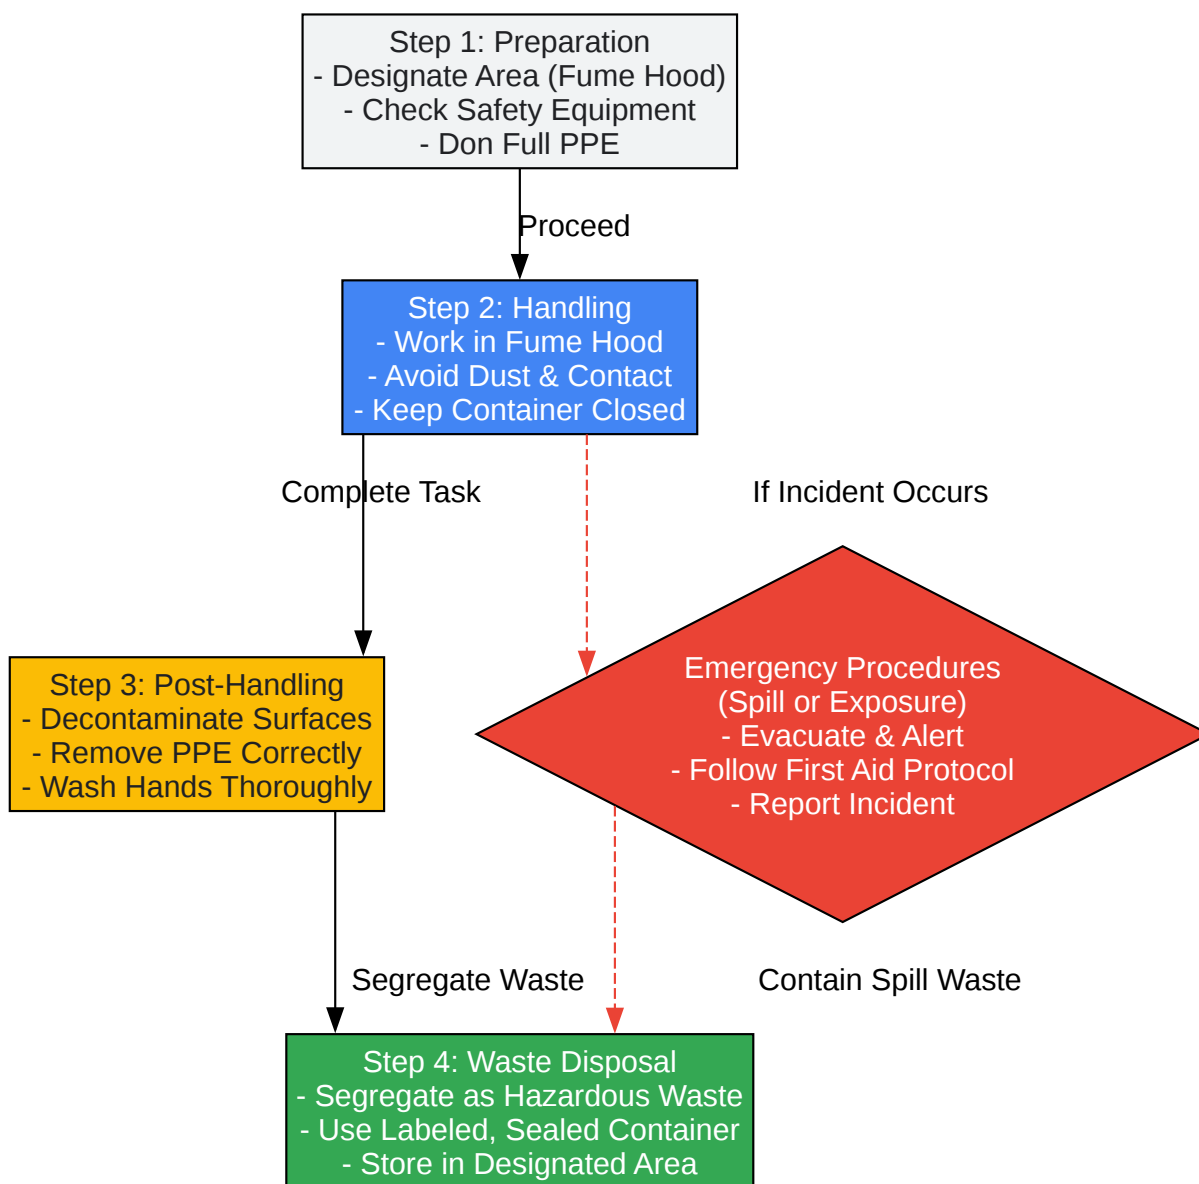 Step 1: Preparation
- Designate Area (Fume Hood)
- Check Safety Equipment
- Don Full PPE
Proceed
Step 2: Handling
- Work in Fume Hood
- Avoid Dust & Contact
- Keep Container Closed
Complete Task
If Incident Occurs
Step 3: Post-Handling
- Decontaminate Surfaces
- Remove PPE Correctly
- Wash Hands Thoroughly
Emergency Procedures
(Spill or Exposure)
- Evacuate & Alert
- Follow First Aid Protocol
- Report Incident
Segregate Waste
Contain Spill Waste
Step 4: Waste Disposal
- Segregate as Hazardous Waste
- Use Labeled, Sealed Container
- Store in Designated Area